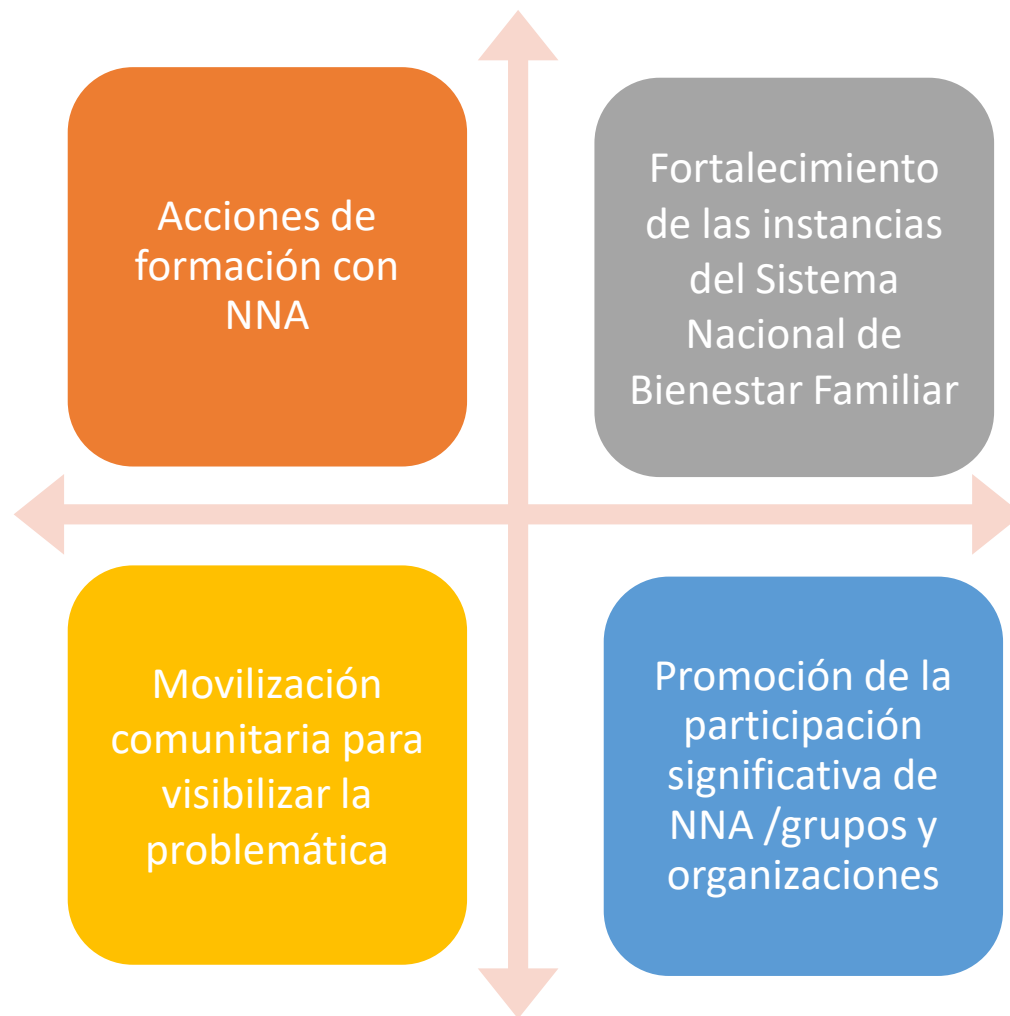 Acciones de
formación con
NNA
Fortalecimiento
de las instancias
del Sistema
Nacional de
Bienestar Familiar
Movilización
comunitaria para
visibilizar la
problemática
Promoción de la
participación
significativa de
NNA /grupos y
organizaciones